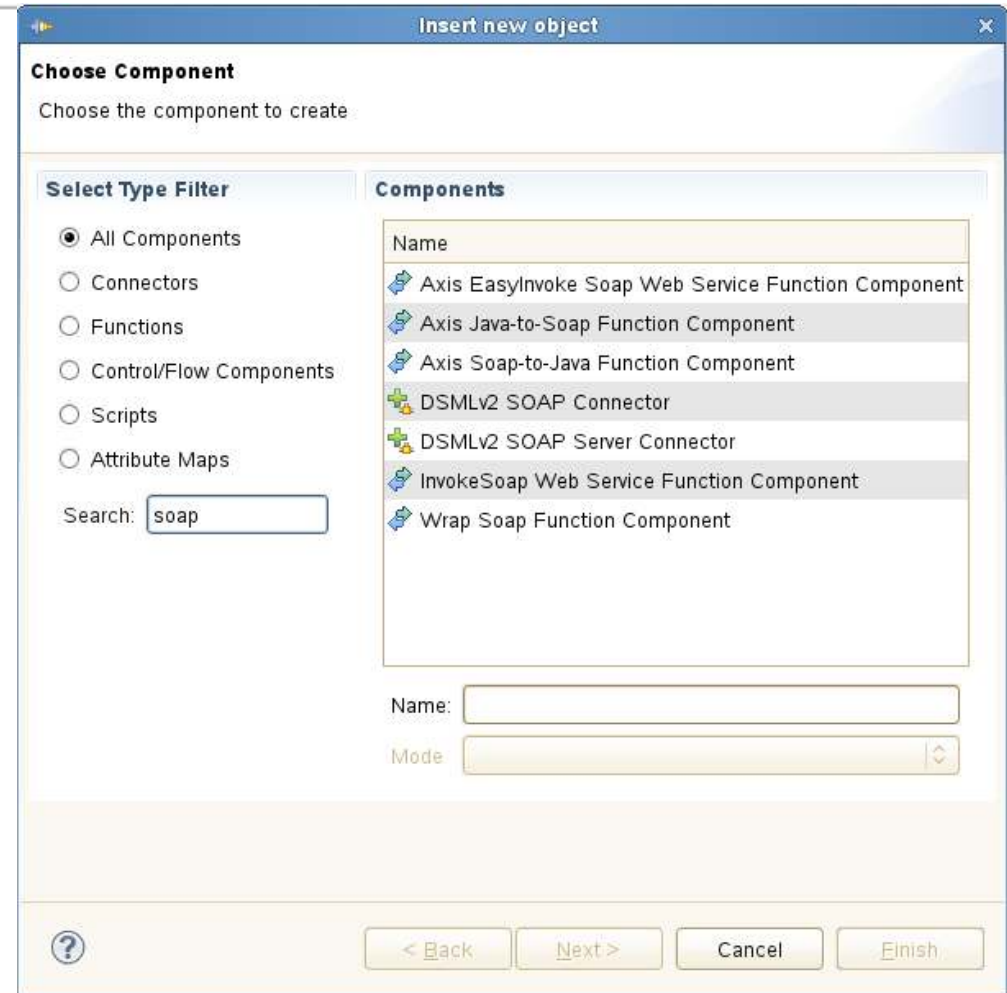 Insert new object
Choose Component
Choose the component to create
Select Type Filter
All Components
Connectors
Functions
Control/Flow Components
Scripts
Attribute Maps
Search: soap
Components
Name
Axis EasyInvoke Soap Web Service Function Component
Axis Java-to-Soap Function Component
Axis Soap-to-Java Function Component
DSMLv2 SOAP Connector
DSMLv2 SOAP Server Connector
InvokeSoap Web Service Function Component
Wrap Soap Function Component
Name:
Mode
?
< Back Next > Cancel Finish